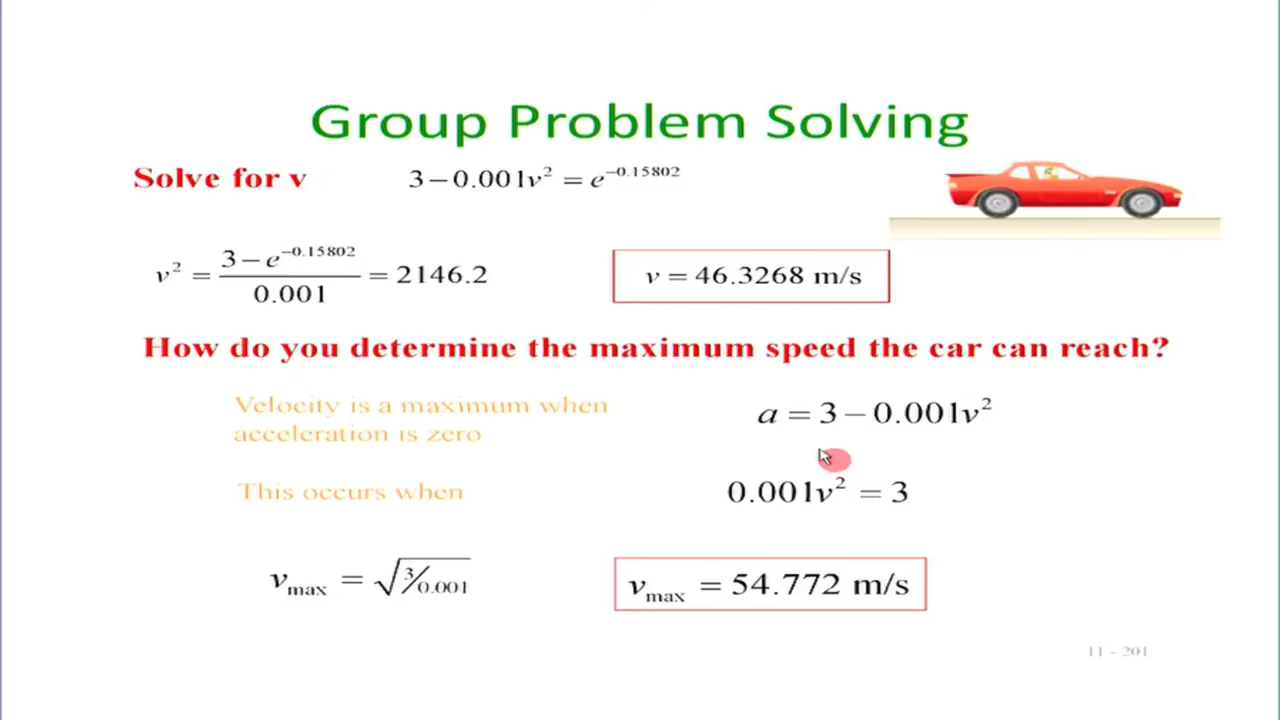 Group Problem Solving
Solve for v 3 − 0.001v² = e^−0.15802
v² = (3 − e^−0.15802)/0.001 = 2146.2 v = 46.3268 m/s
How do you determine the maximum speed the car can reach?
Velocity is a maximum when
acceleration is zero
a = 3 − 0.001v²
This occurs when 0.001v² = 3
v_max = √(3/0.001) v_max = 54.772 m/s
11 - 201